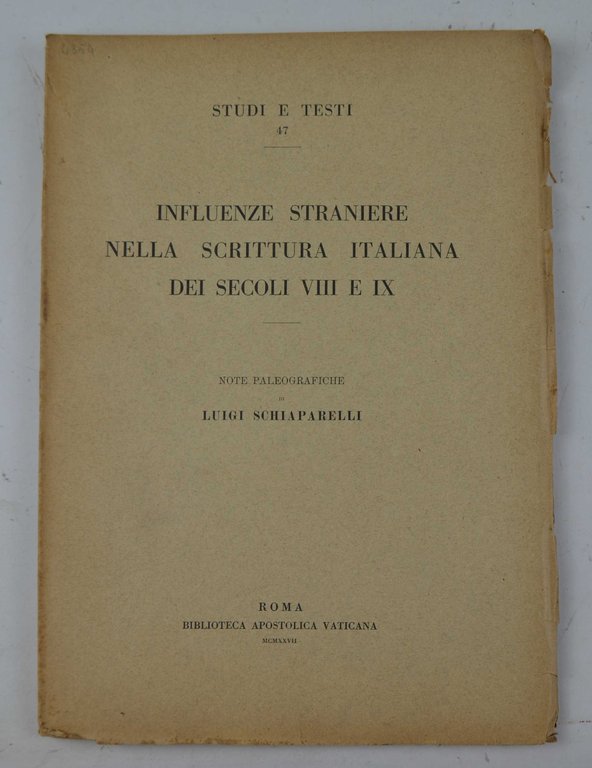 STUDI E TESTI
47
INFLUENZE STRANIERE
NELLA SCRITTURA ITALIANA
DEI SECOLI VIII E IX
NOTE PALEOGRAFICHE
DI
LUIGI SCHIAPARELLI
ROMA
BIBLIOTECA APOSTOLICA VATICANA
MCMXXVII